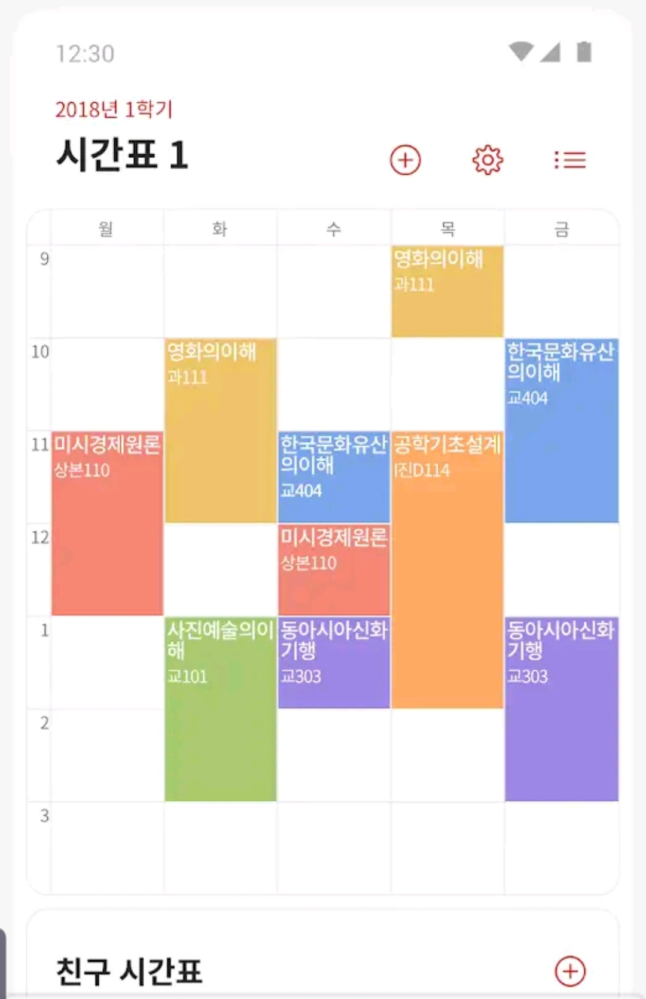 12:30
2018년 1학기
시간표 1
월 화 수 목 금
9
영화의이해
과111
10
영화의이해
과111
한국문화유산
의이해
교404
11
미시경제원론
상본110
한국문화유산
의이해
교404
공학기초설계
I진D114
12
미시경제원론
상본110
1
사진예술의이
해
교101
동아시아신화
기행
교303
동아시아신화
기행
교303
2
3
친구 시간표